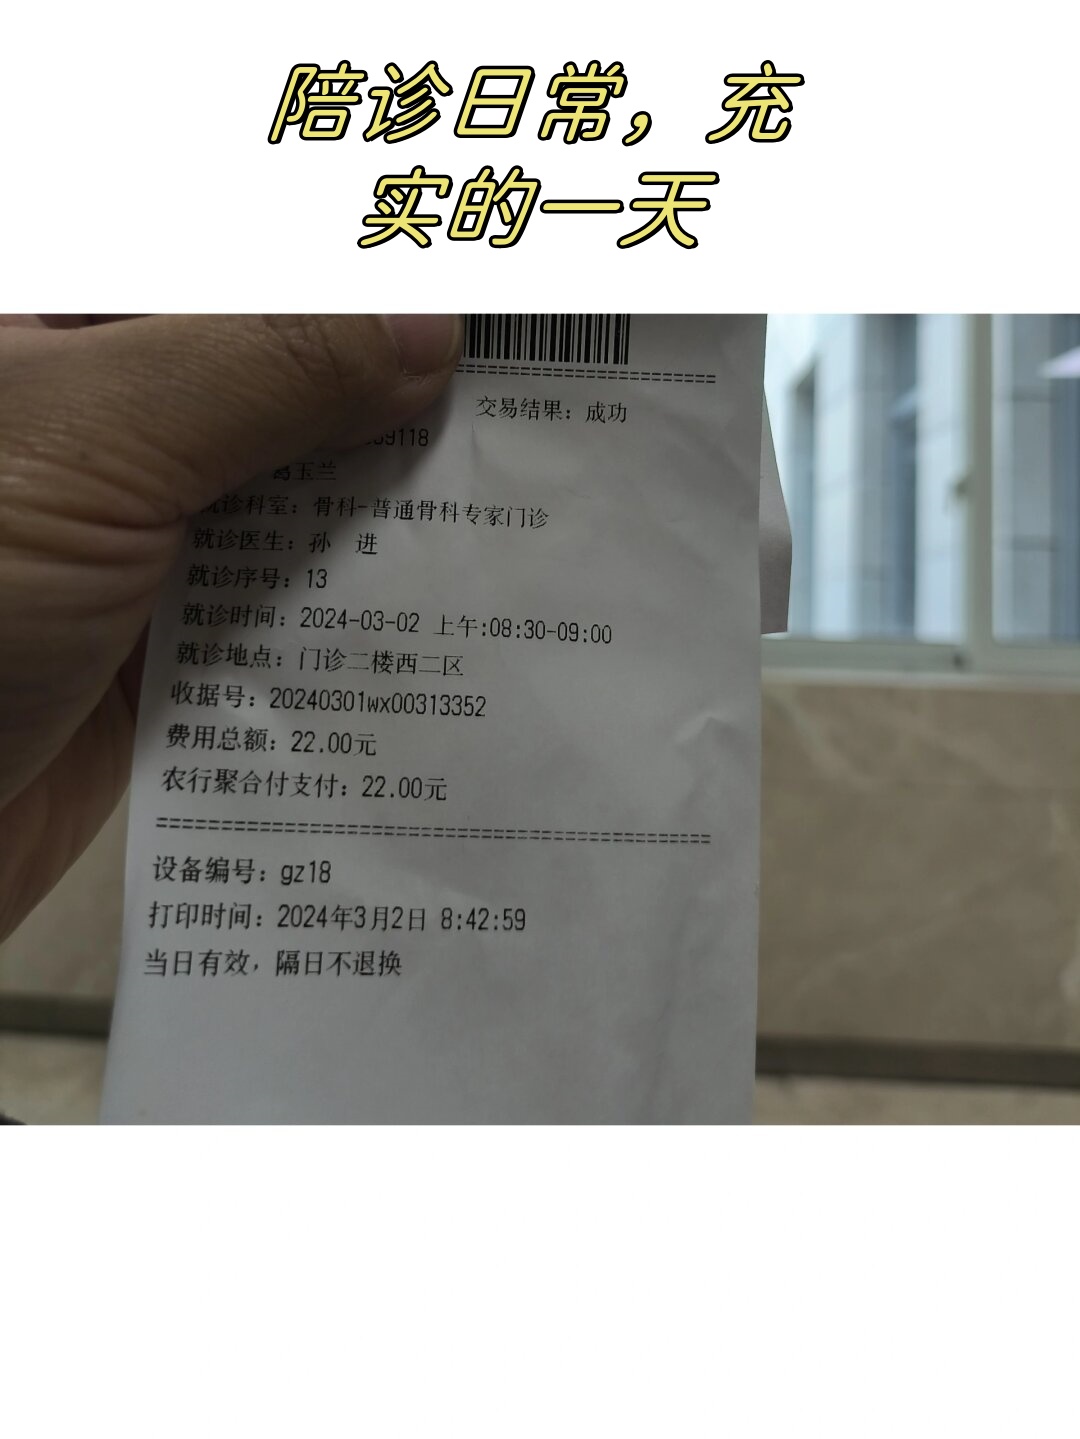 陪诊日常，充
实的一天
交易结果：成功
9118
葛玉兰
就诊科室：骨科-普通骨科专家门诊
就诊医生：孙 进
就诊序号：13
就诊时间：2024-03-02 上午:08:30-09:00
就诊地点：门诊二楼西二区
收据号：20240301wx00313352
费用总额：22.00元
农行聚合付支付：22.00元
设备编号：gz18
打印时间：2024年3月2日 8:42:59
当日有效，隔日不退换